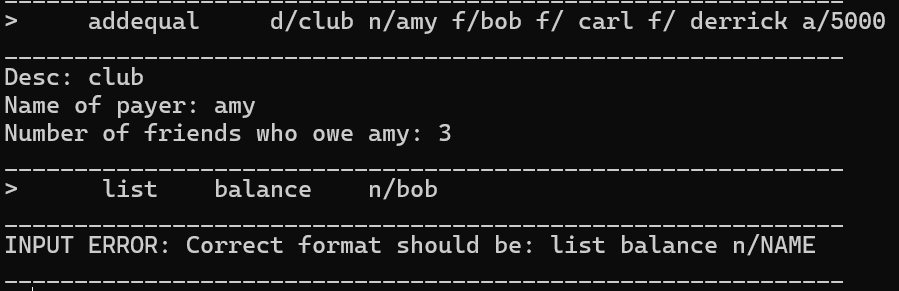 ____________________________________________________________
>     addequal     d/club n/amy f/bob f/ carl f/ derrick a/5000
____________________________________________________________
Desc: club
Name of payer: amy
Number of friends who owe amy: 3
____________________________________________________________
>      list    balance    n/bob
____________________________________________________________
INPUT ERROR: Correct format should be: list balance n/NAME
____________________________________________________________